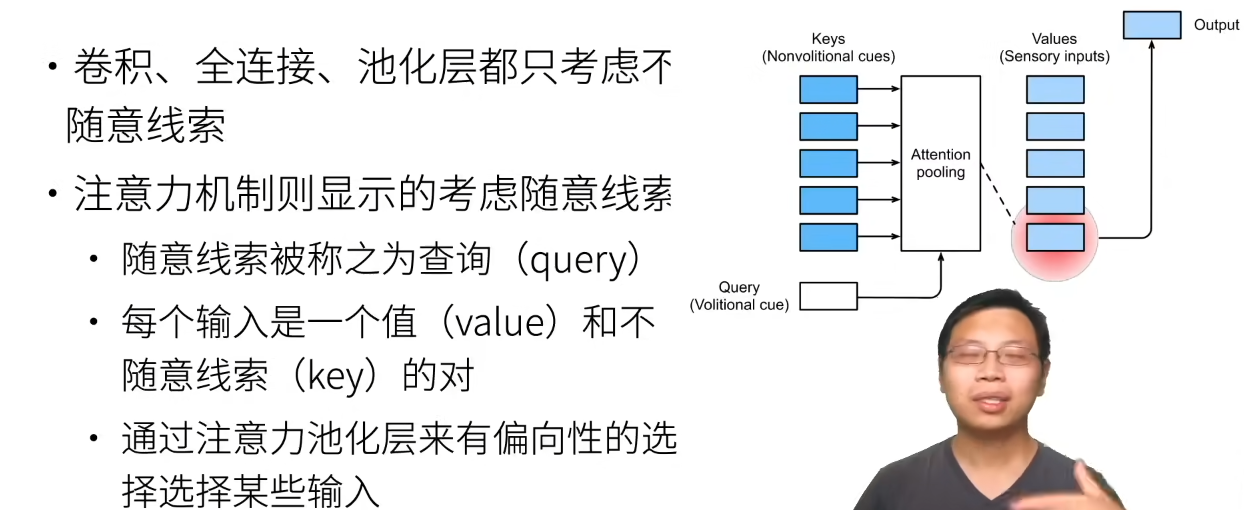 • 卷积、全连接、池化层都只考虑不
随意线索
• 注意力机制则显示的考虑随意线索
• 随意线索被称之为查询（query）
• 每个输入是一个值（value）和不
随意线索（key）的对
• 通过注意力池化层来有偏向性的选
择选择某些输入
Keys
(Nonvolitional cues)
Attention
pooling
Query
(Volitional cue)
Values
(Sensory inputs)
Output